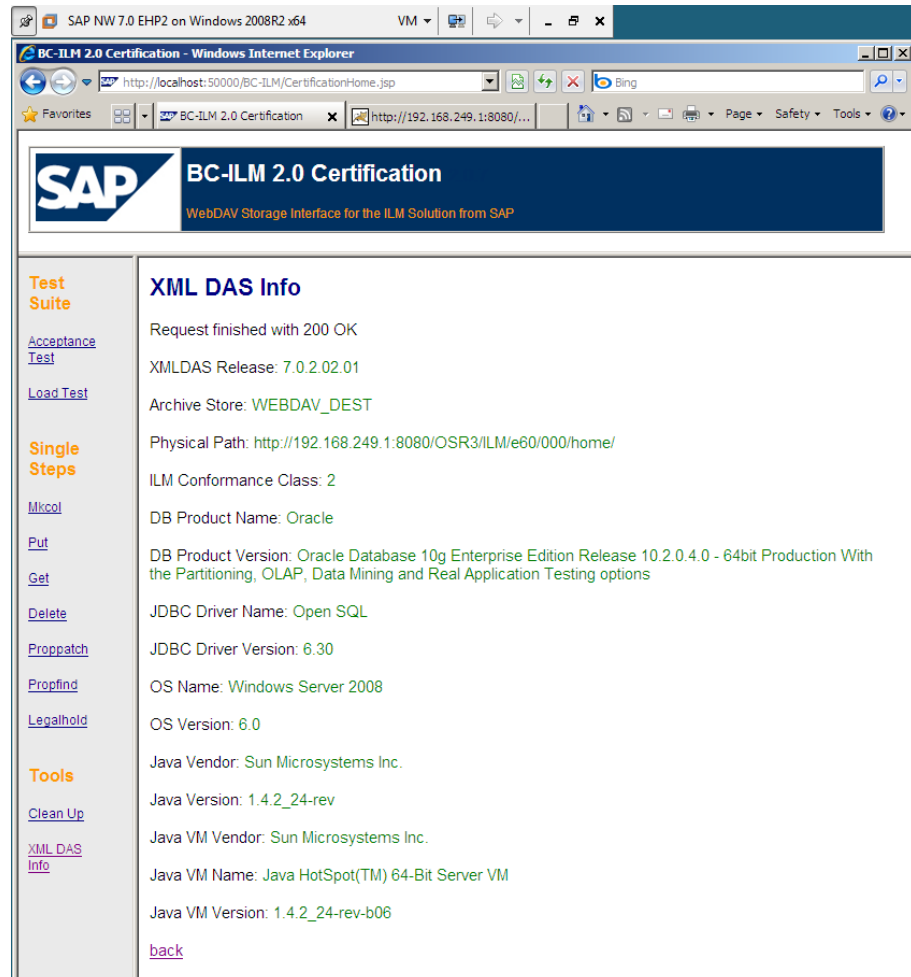 SAP NW 7.0 EHP2 on Windows 2008R2 x64 VM
BC-ILM 2.0 Certification - Windows Internet Explorer
http://localhost:50000/BC-ILM/CertificationHome.jsp Bing
Favorites BC-ILM 2.0 Certification http://192.168.249.1:8080/... Page Safety Tools
SAP
BC-ILM 2.0 Certification
WebDAV Storage Interface for the ILM Solution from SAP
Test
Suite
Acceptance
Test
Load Test
Single
Steps
Mkcol
Put
Get
Delete
Proppatch
Propfind
Legalhold
Tools
Clean Up
XML DAS
Info
XML DAS Info
Request finished with 200 OK
XMLDAS Release: 7.0.2.02.01
Archive Store: WEBDAV_DEST
Physical Path: http://192.168.249.1:8080/OSR3/ILM/e60/000/home/
ILM Conformance Class: 2
DB Product Name: Oracle
DB Product Version: Oracle Database 10g Enterprise Edition Release 10.2.0.4.0 - 64bit Production With
the Partitioning, OLAP, Data Mining and Real Application Testing options
JDBC Driver Name: Open SQL
JDBC Driver Version: 6.30
OS Name: Windows Server 2008
OS Version: 6.0
Java Vendor: Sun Microsystems Inc.
Java Version: 1.4.2_24-rev
Java VM Vendor: Sun Microsystems Inc.
Java VM Name: Java HotSpot(TM) 64-Bit Server VM
Java VM Version: 1.4.2_24-rev-b06
back